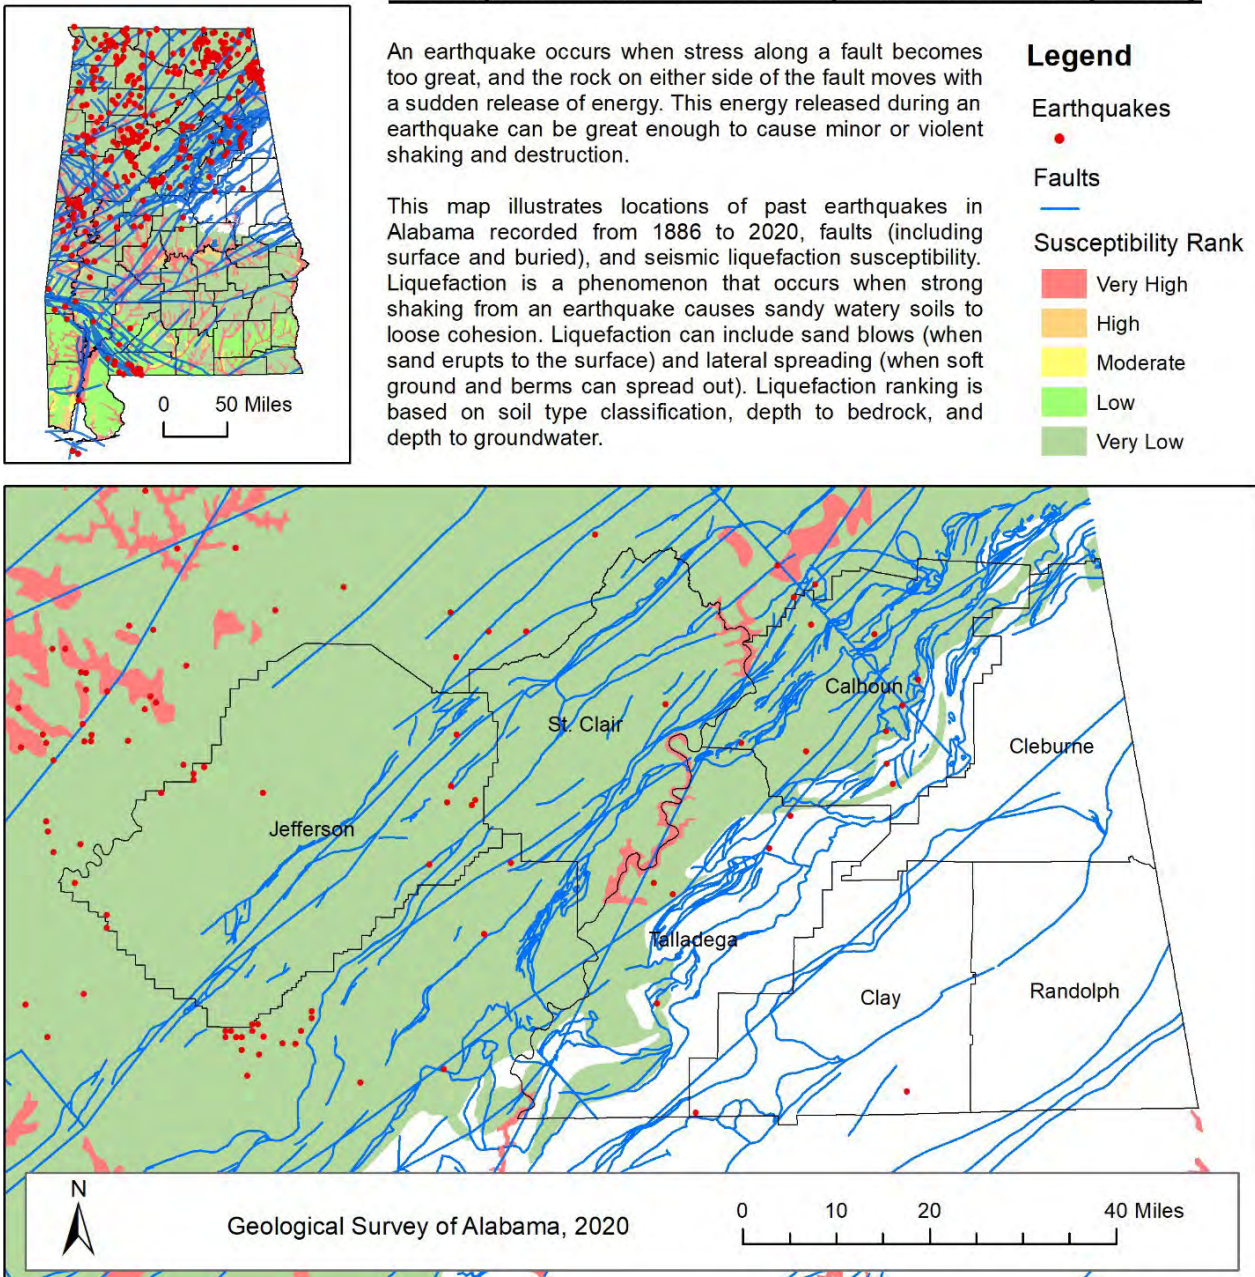 An earthquake occurs when stress along a fault becomes
too great, and the rock on either side of the fault moves with
a sudden release of energy. This energy released during an
earthquake can be great enough to cause minor or violent
shaking and destruction.
This map illustrates locations of past earthquakes in
Alabama recorded from 1886 to 2020, faults (including
surface and buried), and seismic liquefaction susceptibility.
Liquefaction is a phenomenon that occurs when strong
shaking from an earthquake causes sandy watery soils to
loose cohesion. Liquefaction can include sand blows (when
sand erupts to the surface) and lateral spreading (when soft
ground and berms can spread out). Liquefaction ranking is
based on soil type classification, depth to bedrock, and
depth to groundwater.
Legend
Earthquakes
Faults
Susceptibility Rank
Very High
High
Moderate
Low
Very Low
0 50 Miles
Calhoun
St. Clair
Cleburne
Jefferson
Talladega
Clay
Randolph
N
Geological Survey of Alabama, 2020
0 10 20 40 Miles